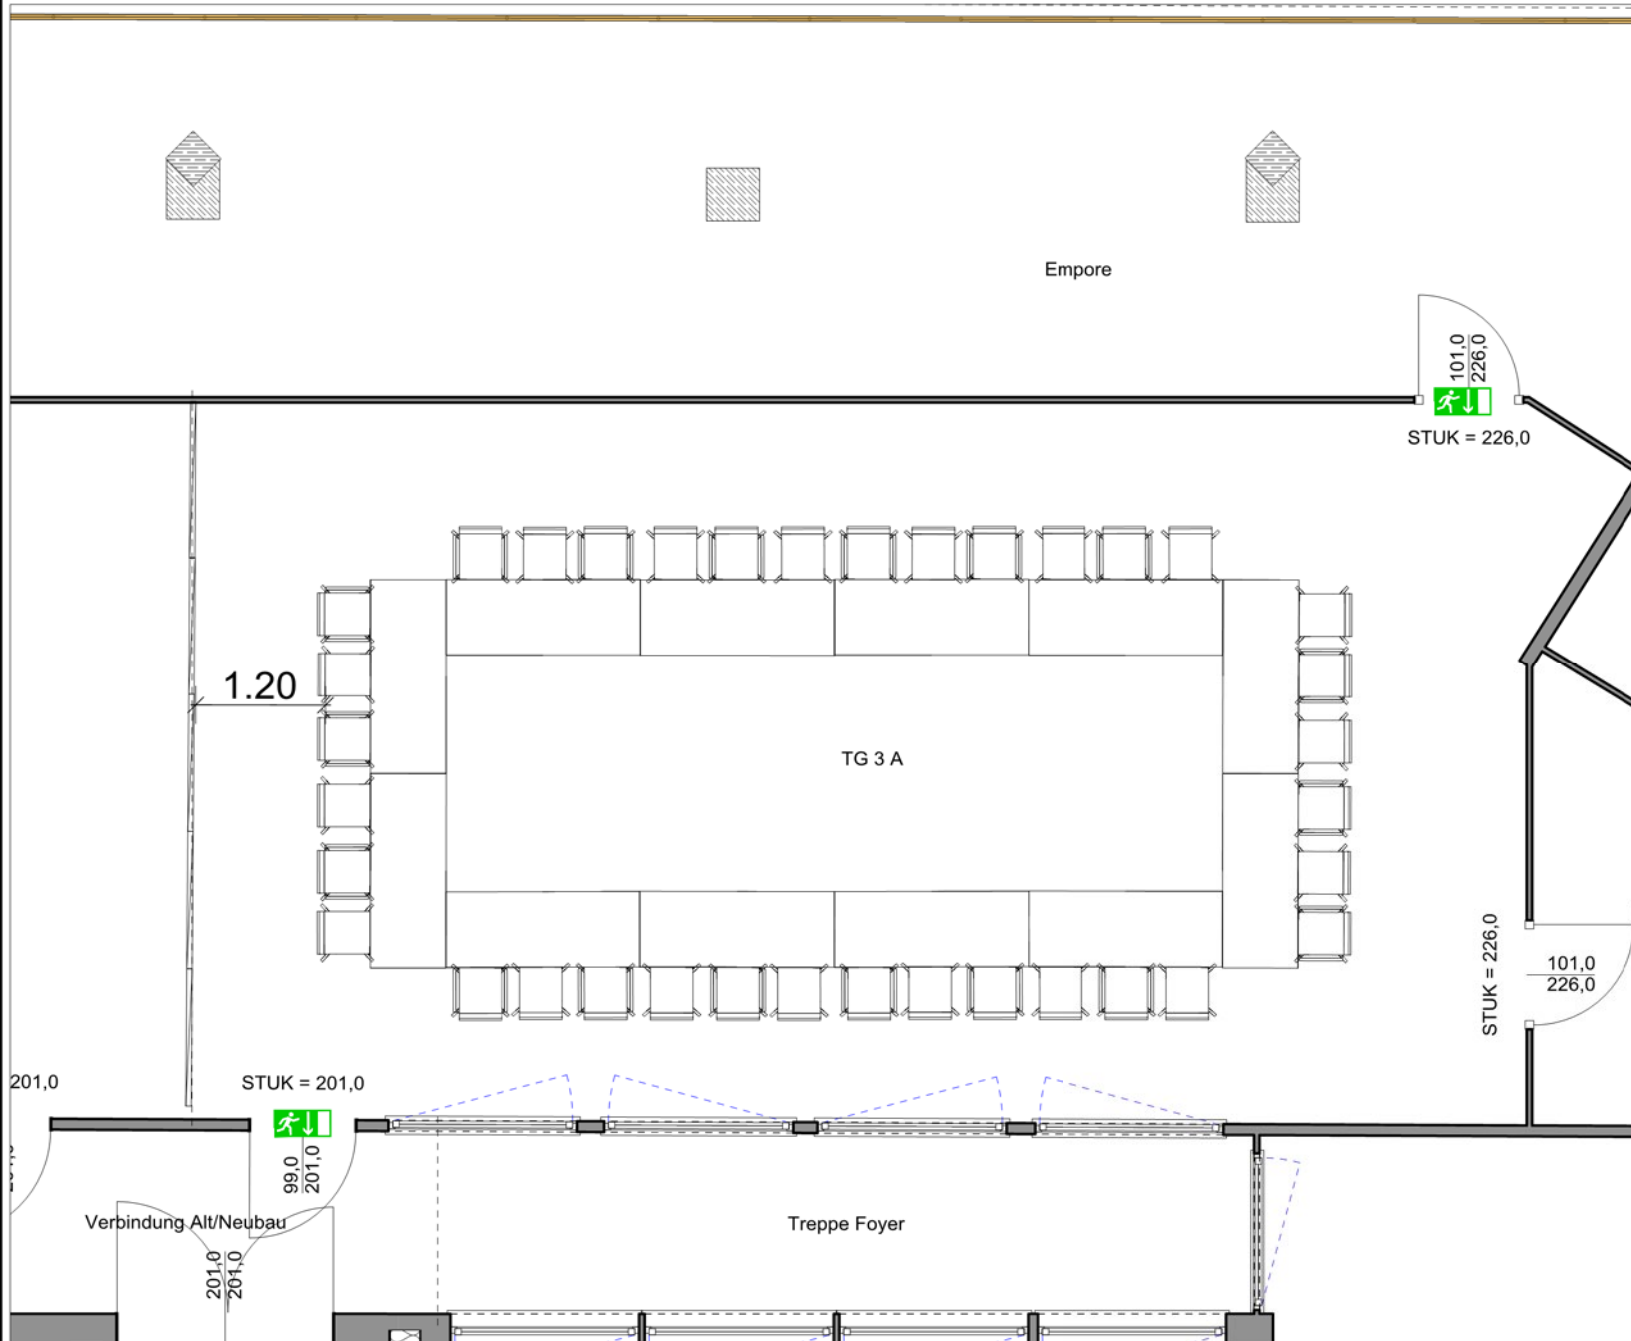 Empore
101,0
226,0
STUK = 226,0
1.20
TG 3 A
STUK = 226,0
101,0
226,0
201,0
STUK = 201,0
99,0
201,0
Verbindung Alt/Neubau
Treppe Foyer
201,0
201,0